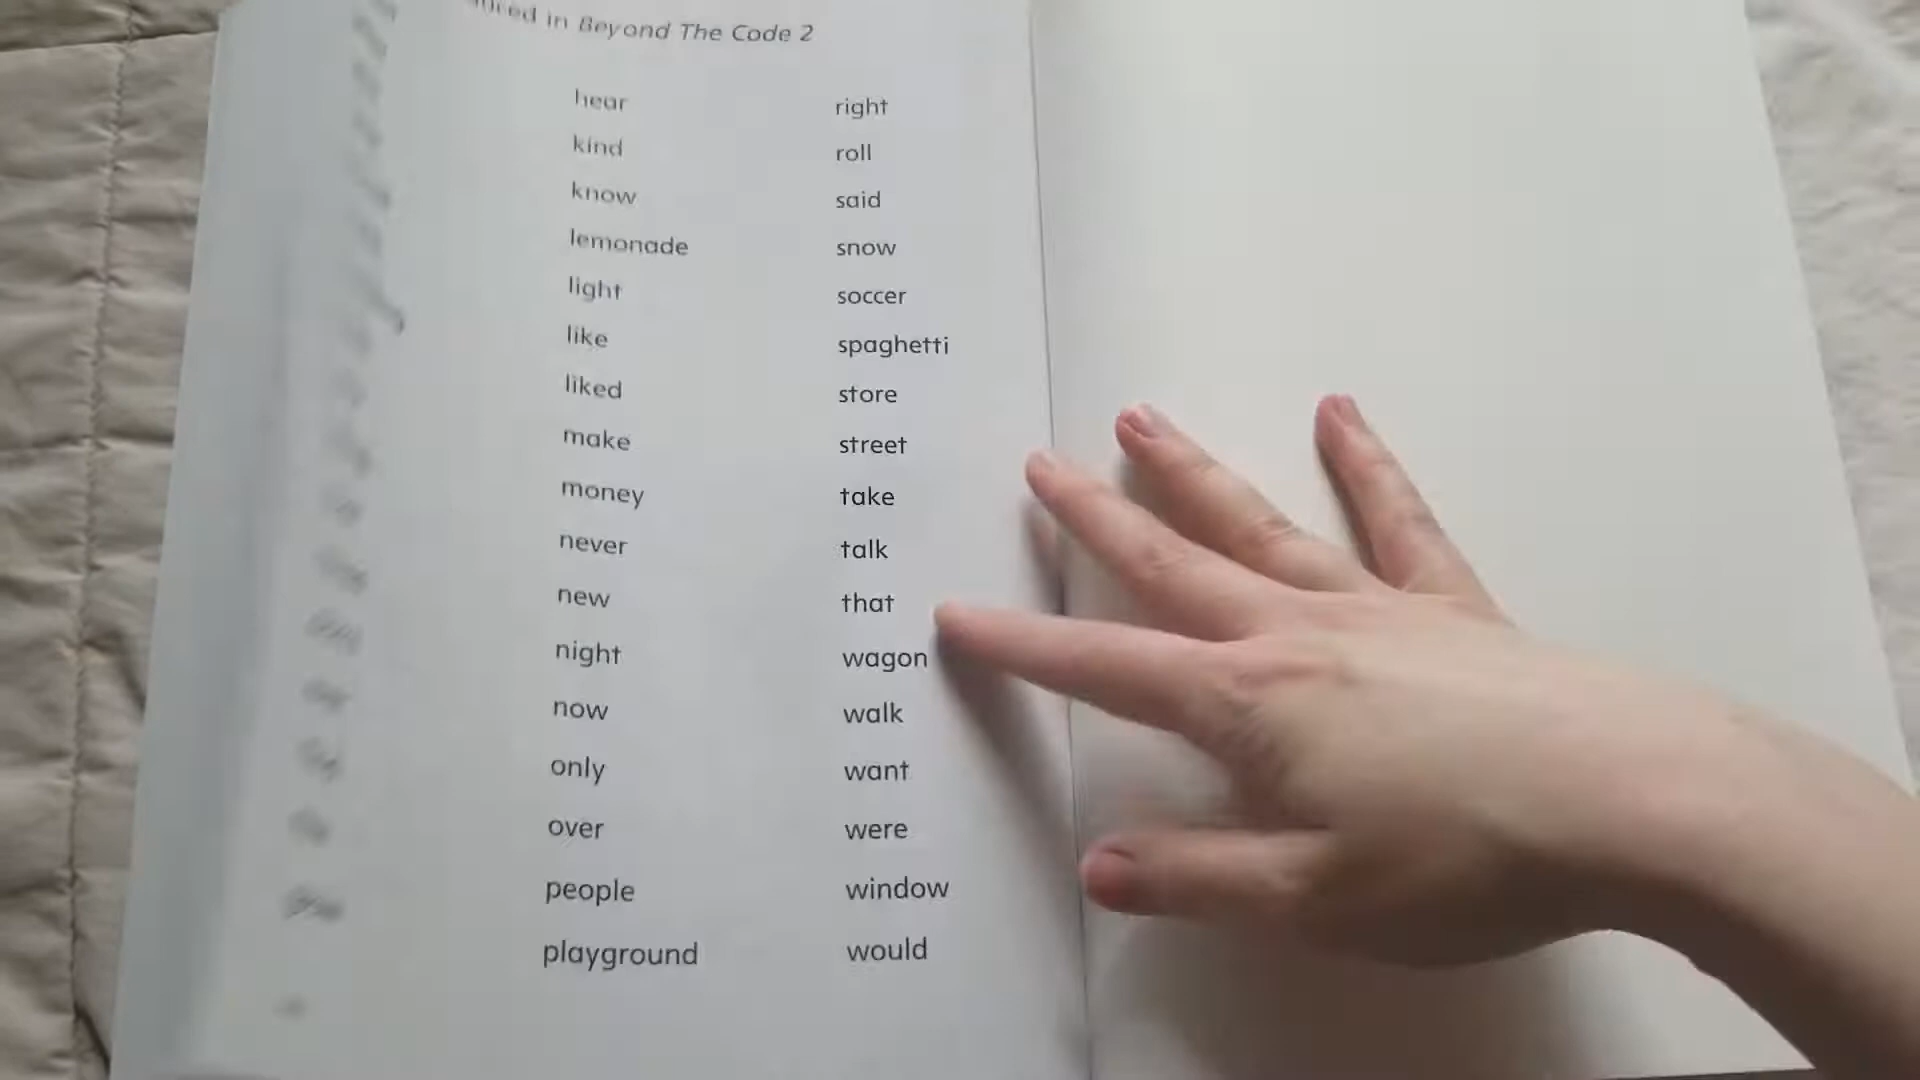 in Beyond The Code 2
hear right
kind roll
know said
lemonade snow
light soccer
like spaghetti
liked store
make street
money take
never talk
new that
night wagon
now walk
only want
over were
people window
playground would